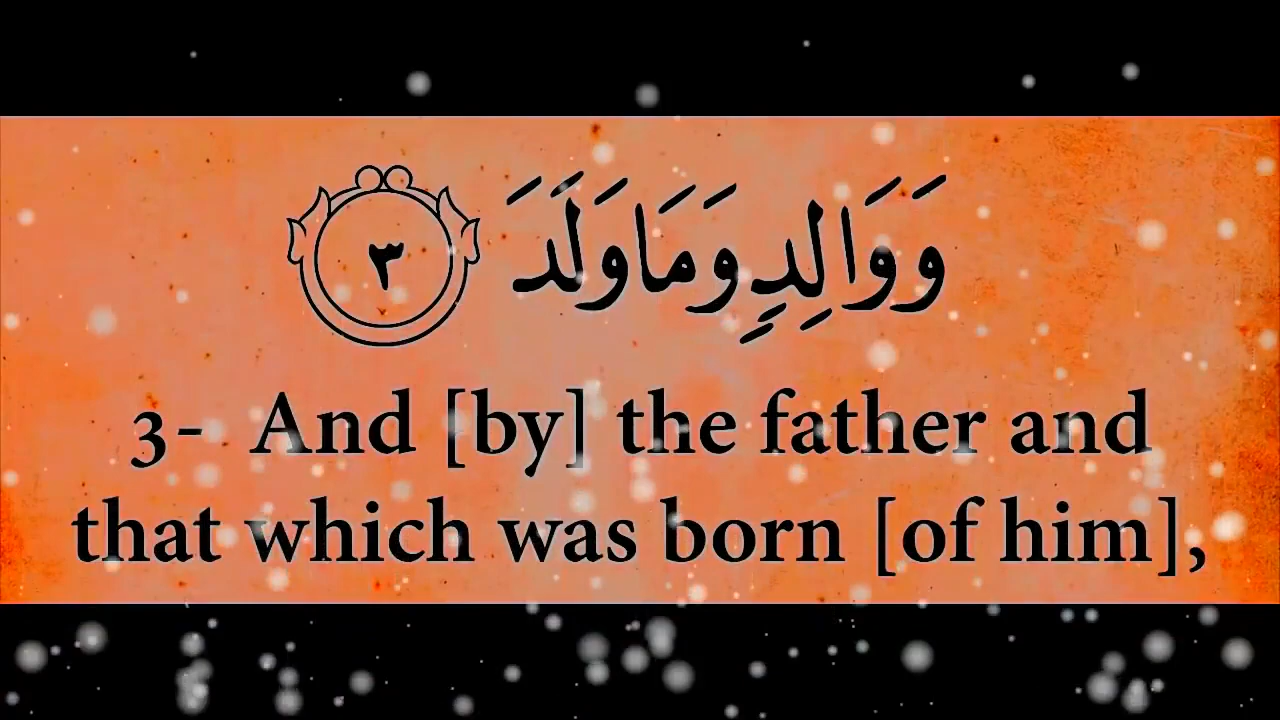 وَوَالِدٍ وَمَا وَلَدَ ٣
3- And [by] the father and
that which was born [of him],